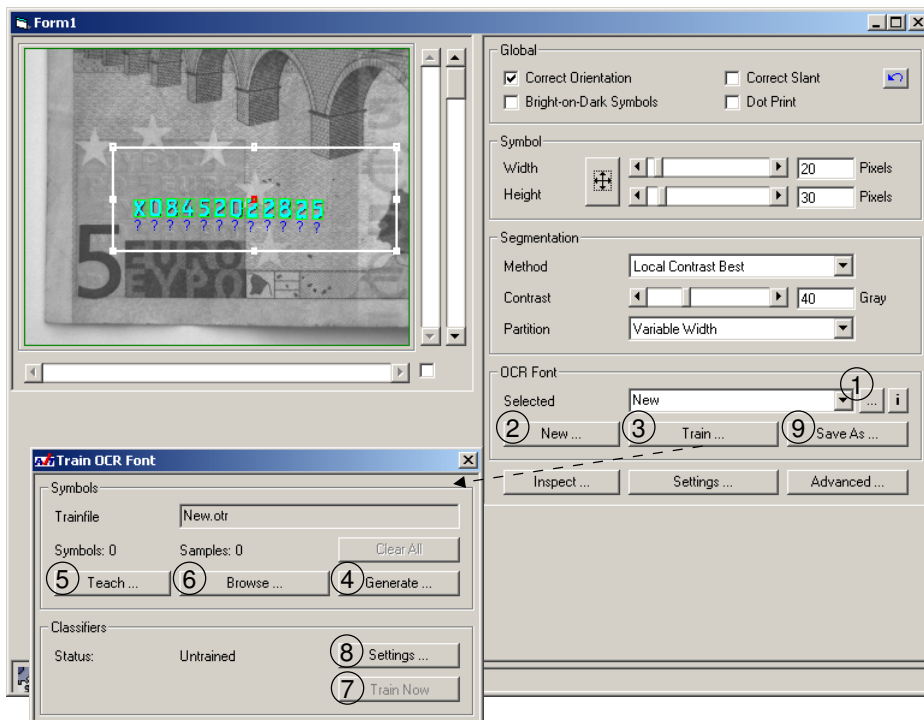 Form1
Global
Correct Orientation
Correct Slant
Bright-on-Dark Symbols
Dot Print
Symbol
Width
20
Pixels
Height
30
Pixels
X08452022825
? ? ? ? ? ? ? ? ? ? ? ?
5 EURO
EYPO
Segmentation
Method
Local Contrast Best
Contrast
40
Gray
Partition
Variable Width
OCR Font
1
Selected
New
...
i
2 New ...
3 Train ...
9 Save As ...
Inspect ...
Settings ...
Advanced ...
Train OCR Font
Symbols
Trainfile
New.otr
Symbols: 0
Samples: 0
Clear All
5 Teach ...
6 Browse ...
4 Generate ...
Classifiers
Status:
Untrained
8 Settings ...
7 Train Now